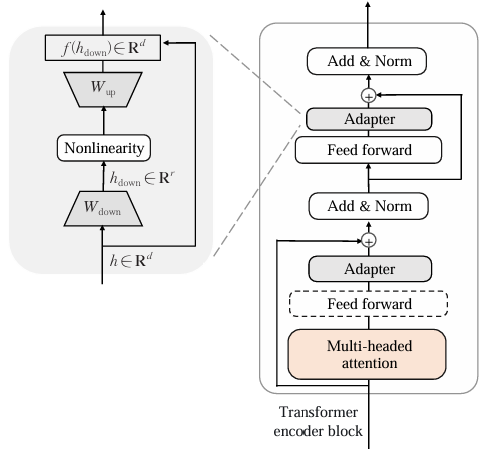 f(h_down) ∈ R^d
W_up
Nonlinearity
h_down ∈ R^r
W_down
h ∈ R^d
Add & Norm
+
Adapter
Feed forward
Add & Norm
+
Adapter
Feed forward
Multi-headed
attention
Transformer
encoder block